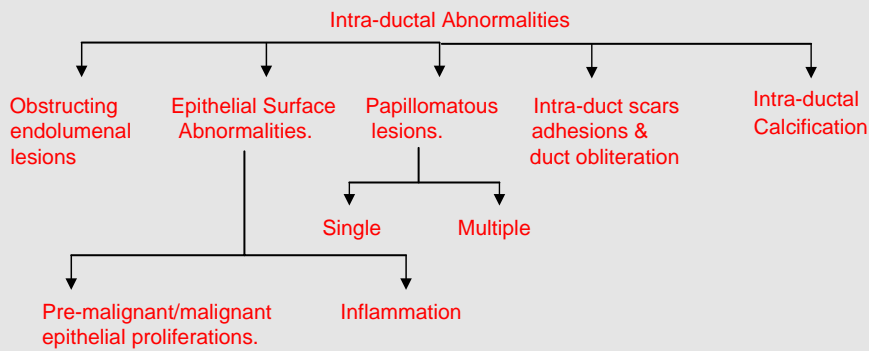 Intra-ductal Abnormalities
Obstructing
endolumenal
lesions
Epithelial Surface
Abnormalities.
Papillomatous
lesions.
Intra-duct scars
adhesions &
duct obliteration
Intra-ductal
Calcification
Single
Multiple
Pre-malignant/malignant
epithelial proliferations.
Inflammation